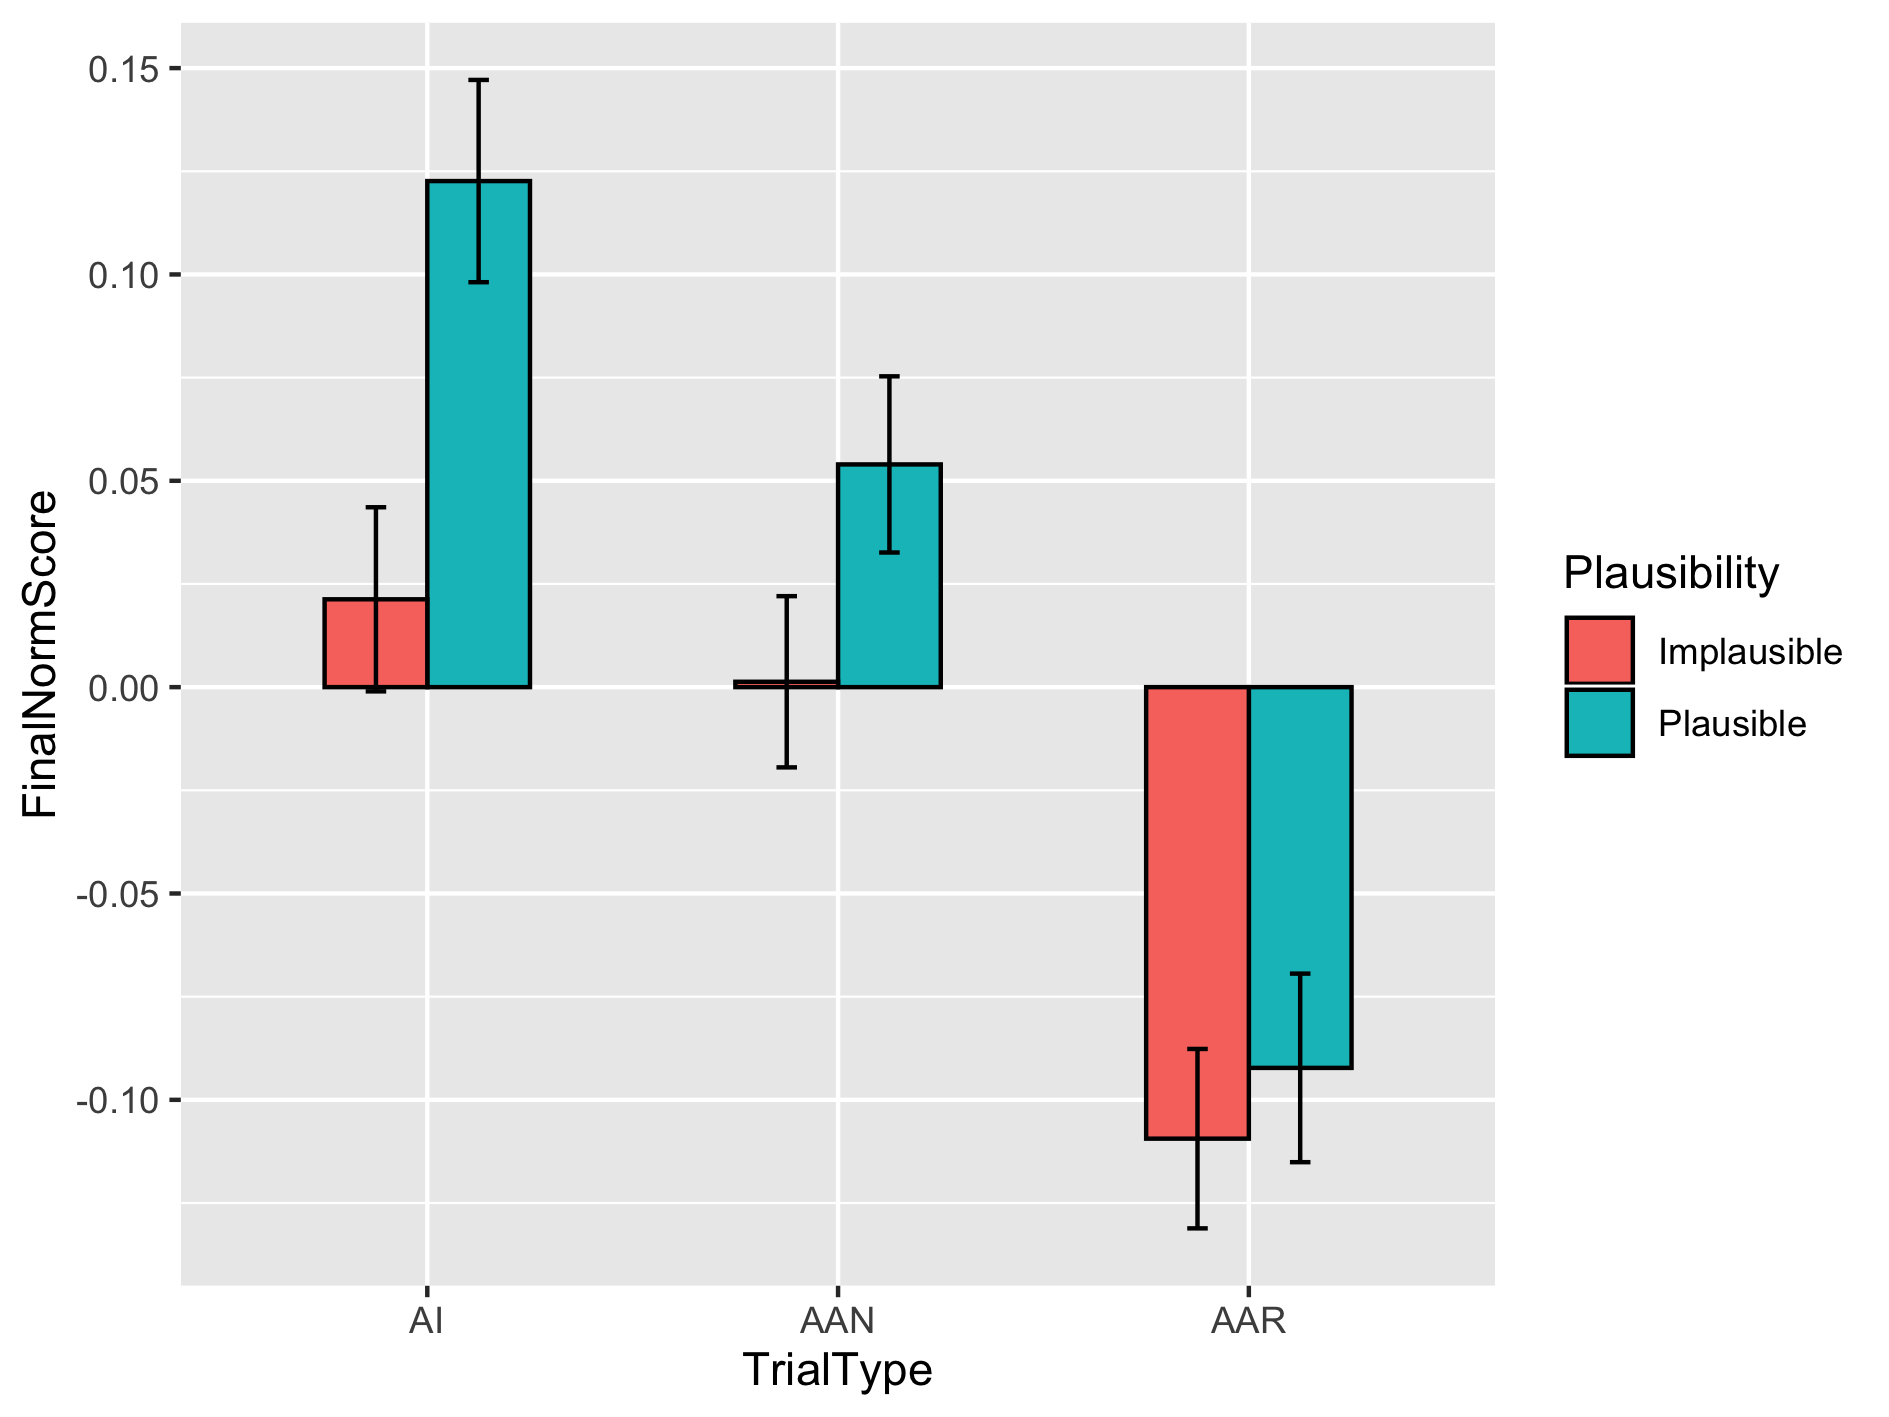 0.15
0.10
0.05
0.00
-0.05
-0.10
FinalNormScore
AI
AAN
AAR
TrialType
Plausibility
Implausible
Plausible